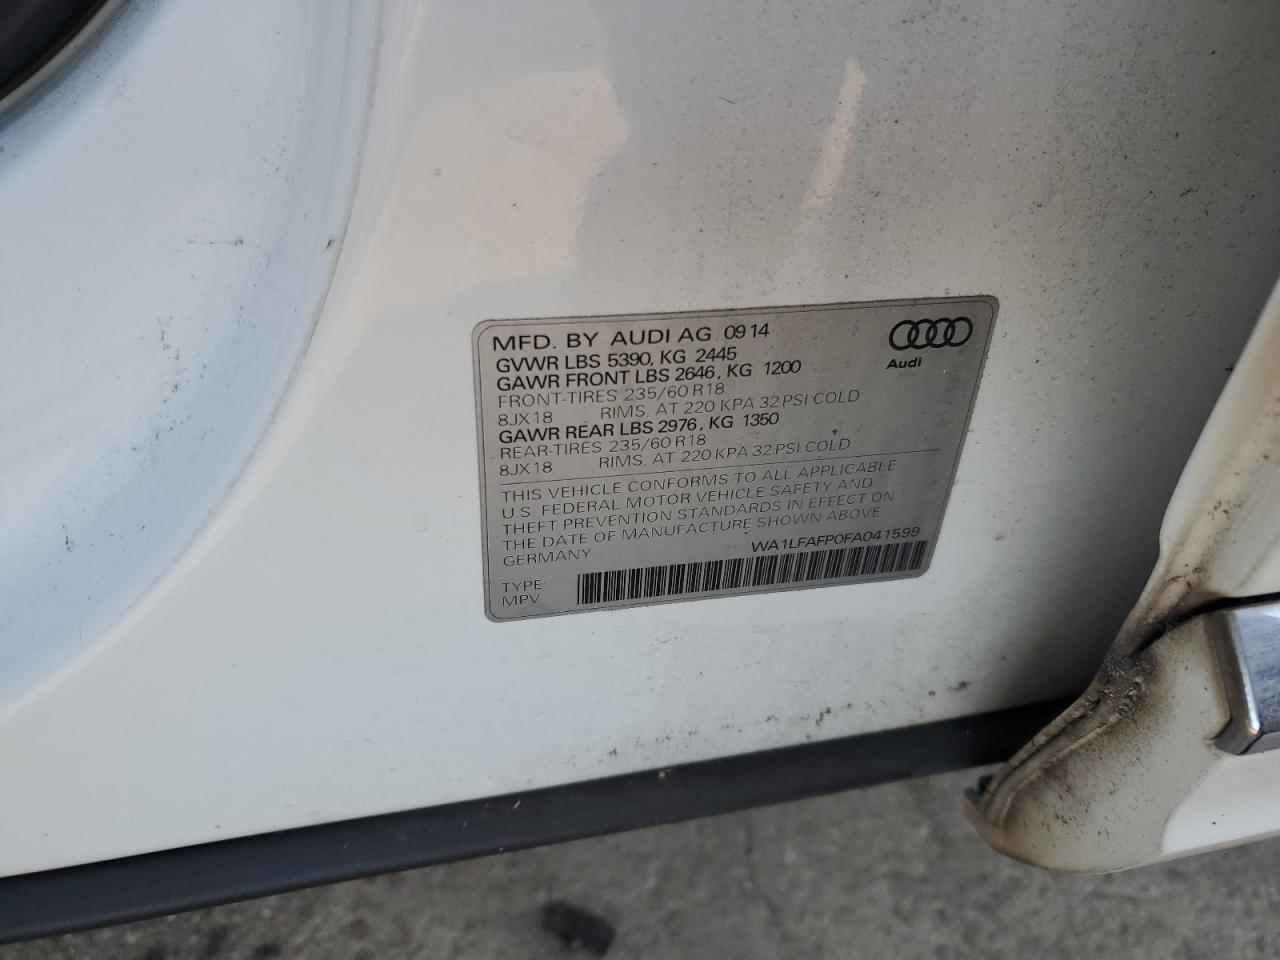 MFD. BY AUDI AG 09 14
Audi
GVWR LBS 5390, KG 2445
GAWR FRONT LBS 2646, KG 1200
FRONT-TIRES 235/60 R18
8JX18 RIMS, AT 220 KPA 32 PSI COLD
GAWR REAR LBS 2976, KG 1350
REAR-TIRES 235/60 R18
8JX18 RIMS, AT 220 KPA 32 PSI COLD
THIS VEHICLE CONFORMS TO ALL APPLICABLE
U.S. FEDERAL MOTOR VEHICLE SAFETY AND
THEFT PREVENTION STANDARDS IN EFFECT ON
THE DATE OF MANUFACTURE SHOWN ABOVE.
GERMANY WA1LFAFP0FA041599
TYPE:
MPV